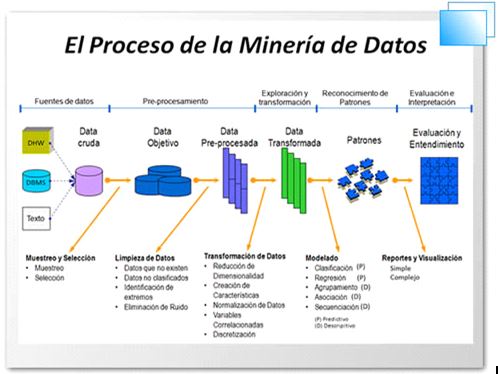 El Proceso de la Minería de Datos
Fuentes de datos
Pre-procesamiento
Exploración y
transformación
Reconocimiento de
Patrones
Evaluación e
Interpretación
DHW
DBMS
Texto
Data
cruda
Data
Objetivo
Data
Pre-procesada
Data
Transformada
Patrones
Evaluación y
Entendimiento
Muestreo y Selección
• Muestreo
• Selección
Limpieza de Datos
• Datos que no existen
• Datos no clasificados
• Identificación de
extremos
• Eliminación de Ruido
Transformación de Datos
• Reducción de
Dimensionalidad
• Creación de
Características
• Normalización de Datos
• Variables
Correlacionadas
• Discretización
Modelado
• Clasificación (P)
• Regresión (P)
• Agrupamiento (D)
• Asociación (D)
• Secuenciación (D)
(P) Predictivo
(D) Descriptivo
Reportes y Visualización
Simple
Complejo